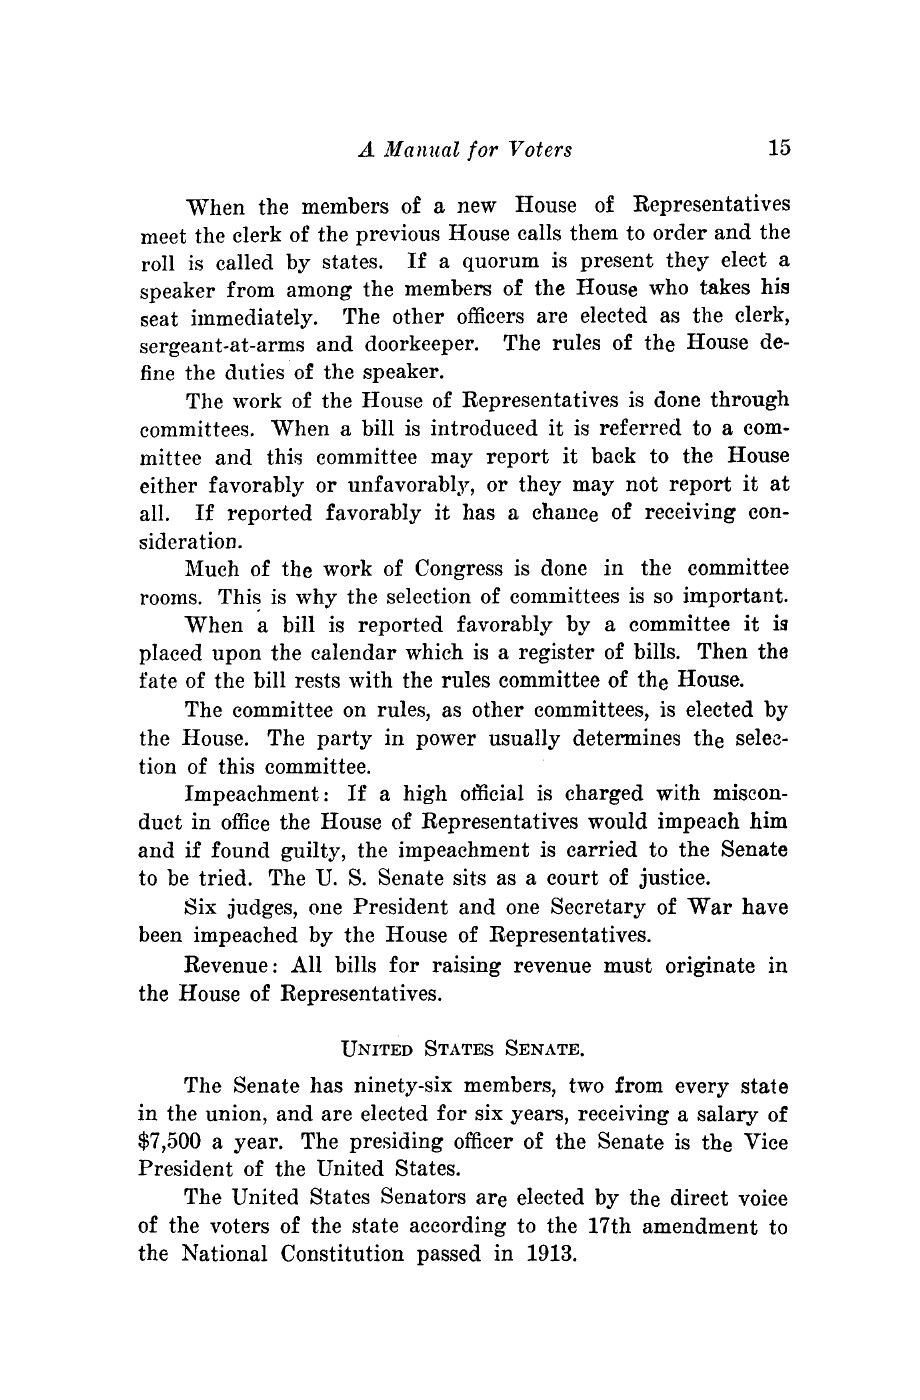 A Manual for Voters 15
When the members of a new House of Representatives
meet the clerk of the previous House calls them to order and the
roll is called by states. If a quorum is present they elect a
speaker from among the members of the House who takes his
seat immediately. The other officers are elected as the clerk,
sergeant-at-arms and doorkeeper. The rules of the House de-
fine the duties of the speaker.
The work of the House of Representatives is done through
committees. When a bill is introduced it is referred to a com-
mittee and this committee may report it back to the House
either favorably or unfavorably, or they may not report it at
all. If reported favorably it has a chance of receiving con-
sideration.
Much of the work of Congress is done in the committee
rooms. This is why the selection of committees is so important.
When a bill is reported favorably by a committee it is
placed upon the calendar which is a register of bills. Then the
fate of the bill rests with the rules committee of the House.
The committee on rules, as other committees, is elected by
the House. The party in power usually determines the selec-
tion of this committee.
Impeachment: If a high official is charged with miscon-
duct in office the House of Representatives would impeach him
and if found guilty, the impeachment is carried to the Senate
to be tried. The U. S. Senate sits as a court of justice.
Six judges, one President and one Secretary of War have
been impeached by the House of Representatives.
Revenue: All bills for raising revenue must originate in
the House of Representatives.
UNITED STATES SENATE.
The Senate has ninety-six members, two from every state
in the union, and are elected for six years, receiving a salary of
$7,500 a year. The presiding officer of the Senate is the Vice
President of the United States.
The United States Senators are elected by the direct voice
of the voters of the state according to the 17th amendment to
the National Constitution passed in 1913.